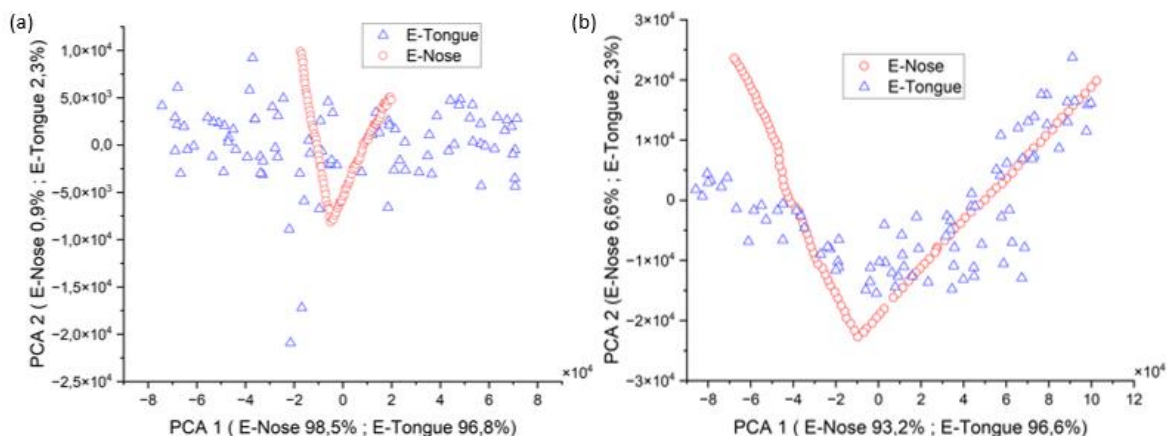 (a)
E-Tongue
E-Nose
1,0×10⁴
5,0×10³
0,0
−5,0×10³
−1,0×10⁴
−1,5×10⁴
−2,0×10⁴
−2,5×10⁴
PCA 2 ( E-Nose 0,9% ; E-Tongue 2,3%)
−8 −6 −4 −2 0 2 4 6 8
×10⁴
PCA 1 ( E-Nose 98,5% ; E-Tongue 96,8%)
(b)
E-Nose
E-Tongue
3×10⁴
2×10⁴
1×10⁴
0
−1×10⁴
−2×10⁴
−3×10⁴
PCA 2 (E-Nose 6,6% ; E-Tongue 2,3%)
−8 −6 −4 −2 0 2 4 6 8 10 12
×10⁴
PCA 1 ( E-Nose 93,2% ; E-Tongue 96,6%)